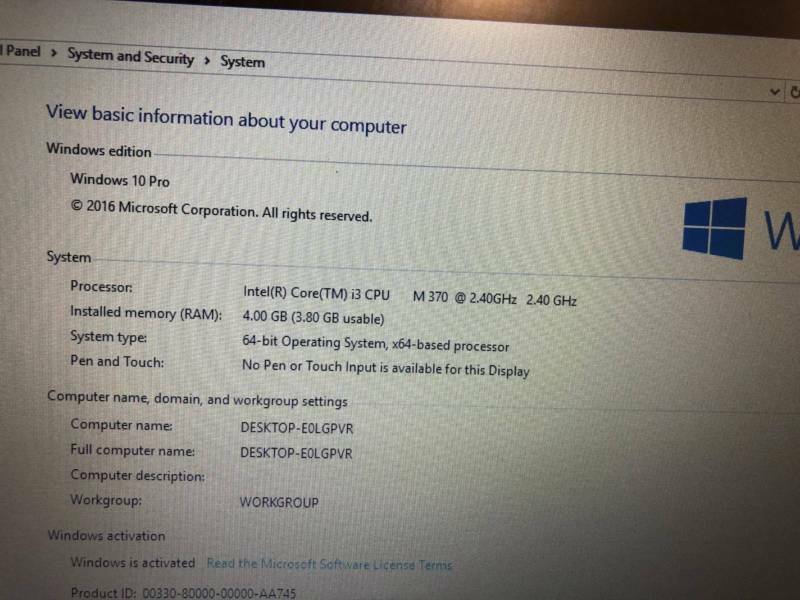 l Panel > System and Security > System
View basic information about your computer
Windows edition
Windows 10 Pro
© 2016 Microsoft Corporation. All rights reserved.
W
System
Processor: Intel(R) Core(TM) i3 CPU M 370 @ 2.40GHz 2.40 GHz
Installed memory (RAM): 4.00 GB (3.80 GB usable)
System type: 64-bit Operating System, x64-based processor
Pen and Touch: No Pen or Touch Input is available for this Display
Computer name, domain, and workgroup settings
Computer name: DESKTOP-E0LGPVR
Full computer name: DESKTOP-E0LGPVR
Computer description:
Workgroup: WORKGROUP
Windows activation
Windows is activated Read the Microsoft Software License Terms
Product ID: 00330-80000-00000-AA745